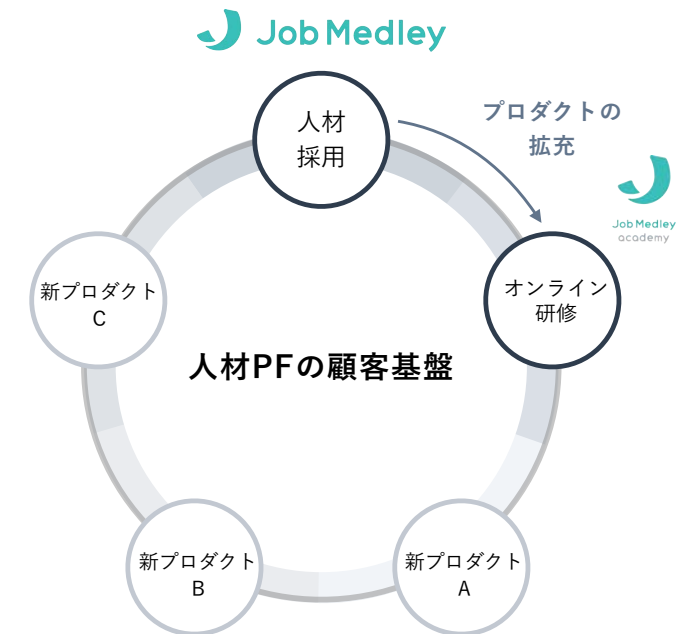 Job Medley
人材
採用
プロダクトの
拡充
Job Medley
academy
オンライン
研修
新プロダクト
C
人材PFの顧客基盤
新プロダクト
B
新プロダクト
A